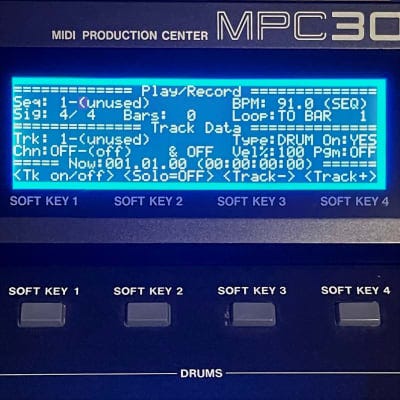 MIDI PRODUCTION CENTER MPC30
============== Play/Record ==============
Seq: 1-(unused) BPM: 91.0 (SEQ)
Sig: 4/ 4 Bars: 0 Loop:TO BAR 1
============== Track Data ===============
Trk: 1-(unused) Type:DRUM On:YES
Chn:OFF-(off) & OFF Vel%:100 Pgm:OFF
===== Now:001.01.00 (00:00:00:00) =====
<Tk on/off> <Solo=OFF> <Track-> <Track+>
SOFT KEY 1 SOFT KEY 2 SOFT KEY 3 SOFT KEY 4
SOFT KEY 1 SOFT KEY 2 SOFT KEY 3 SOFT KEY 4
DRUMS